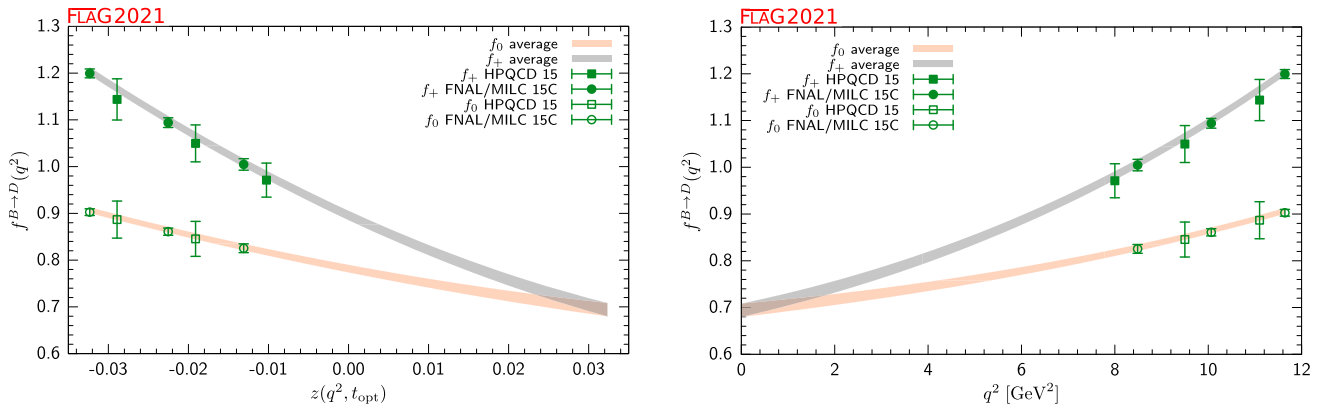 FLAG2021
1.3
1.2
1.1
1.0
0.9
0.8
0.7
0.6
f^{B→D}(q²)
f₀ average
f₊ average
f₊ HPQCD 15
f₊ FNAL/MILC 15C
f₀ HPQCD 15
f₀ FNAL/MILC 15C
-0.03 -0.02 -0.01 0.00 0.01 0.02 0.03
z(q², t_opt)
FLAG2021
1.3
1.2
1.1
1.0
0.9
0.8
0.7
0.6
f^{B→D}(q²)
f₀ average
f₊ average
f₊ HPQCD 15
f₊ FNAL/MILC 15C
f₀ HPQCD 15
f₀ FNAL/MILC 15C
0 2 4 6 8 10 12
q² [GeV²]